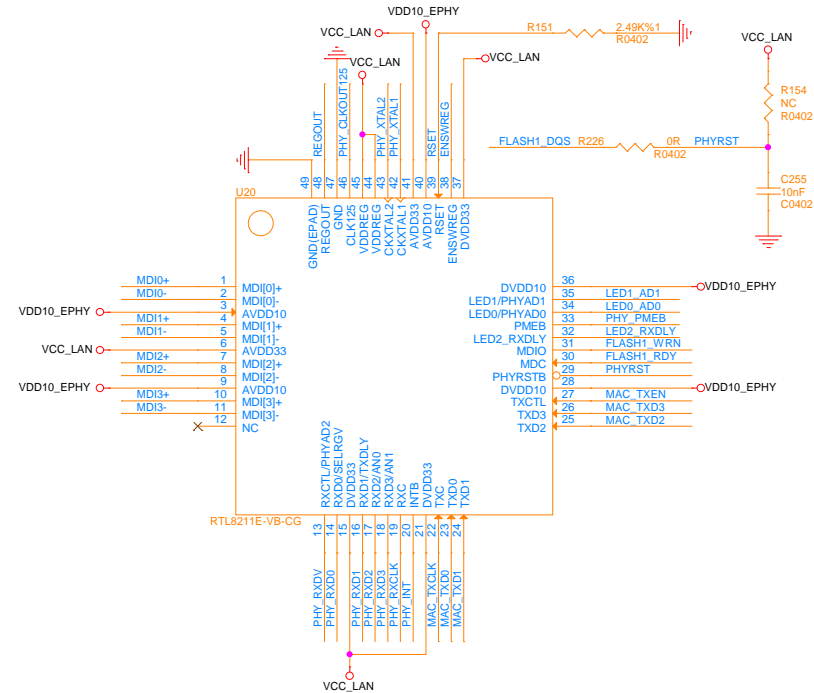 VDD10_EPHY
VCC_LAN
R151
2.49K%1
R0402
VCC_LAN
VCC_LAN
VCC_LAN
R154
NC
R0402
FLASH1_DQS
R226
0R
R0402
PHYRST
C255
10nF
C0402
REGOUT
PHY_CLKOUT125
PHY_XTAL2
PHY_XTAL1
RSET
ENSWREG
49
48
47
46
45
44
43
42
41
40
39
38
37
U20
GND(EPAD)
REGOUT
GND
CLK125
VDDREG
VDDREG
CKXTAL2
CKXTAL1
AVDD33
AVDD10
RSET
ENSWREG
DVDD33
MDI0+ 1 MDI[0]+
MDI0- 2 MDI[0]-
VDD10_EPHY 3 AVDD10
MDI1+ 4 MDI[1]+
MDI1- 5 MDI[1]-
VCC_LAN 6 AVDD33
MDI2+ 7 MDI[2]+
MDI2- 8 MDI[2]-
VDD10_EPHY 9 AVDD10
MDI3+ 10 MDI[3]+
MDI3- 11 MDI[3]-
12 NC
DVDD10 36 VDD10_EPHY
LED1/PHYAD1 35 LED1_AD1
LED0/PHYAD0 34 LED0_AD0
PMEB 33 PHY_PMEB
LED2_RXDLY 32 LED2_RXDLY
MDIO 31 FLASH1_WRN
MDC 30 FLASH1_RDY
PHYRSTB 29 PHYRST
DVDD10 28 VDD10_EPHY
TXCTL 27 MAC_TXEN
TXD3 26 MAC_TXD3
TXD2 25 MAC_TXD2
RXCTL/PHYAD2
RXD0/SELRGV
DVDD33
RXD1/TXDLY
RXD2/AN0
RXD3/AN1
RXC
INTB
DVDD33
TXC
TXD0
TXD1
RTL8211E-VB-CG
13
14
15
16
17
18
19
20
21
22
23
24
PHY_RXDV
PHY_RXD0
PHY_RXD1
PHY_RXD2
PHY_RXD3
PHY_RXCLK
PHY_INT
MAC_TXCLK
MAC_TXD0
MAC_TXD1
VCC_LAN